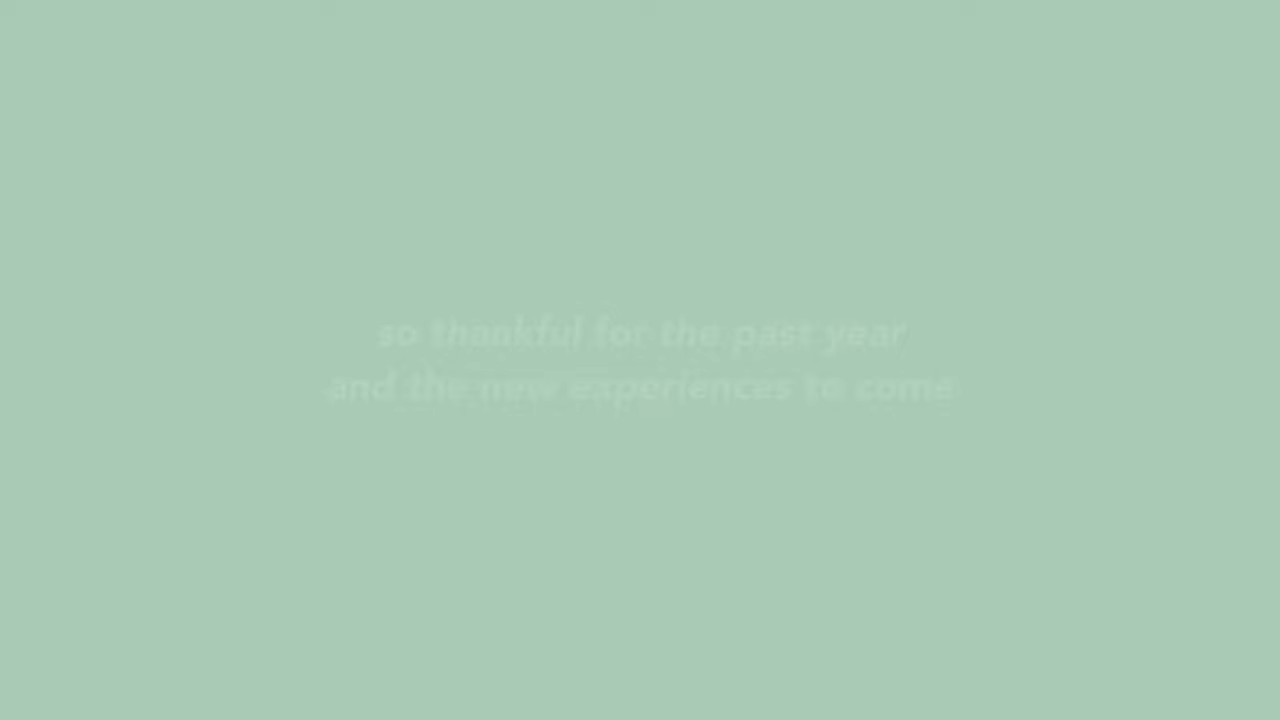 so thankful for the past year
and the new experiences to come